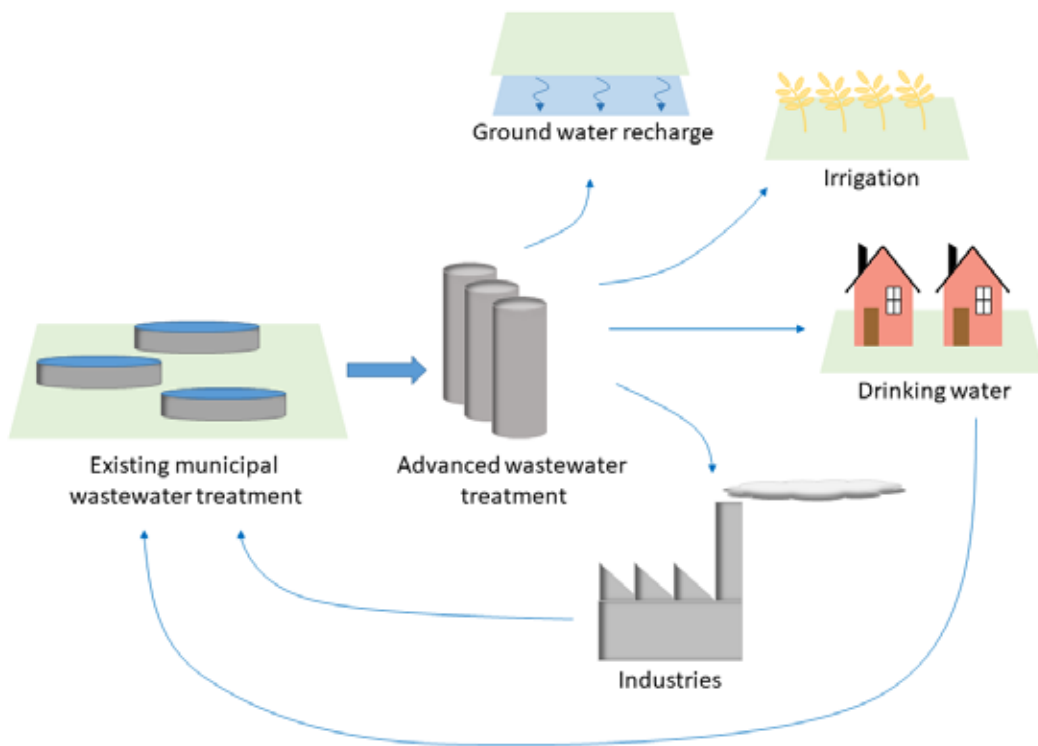 Ground water recharge
Irrigation
Drinking water
Existing municipal
wastewater treatment
Advanced wastewater
treatment
Industries